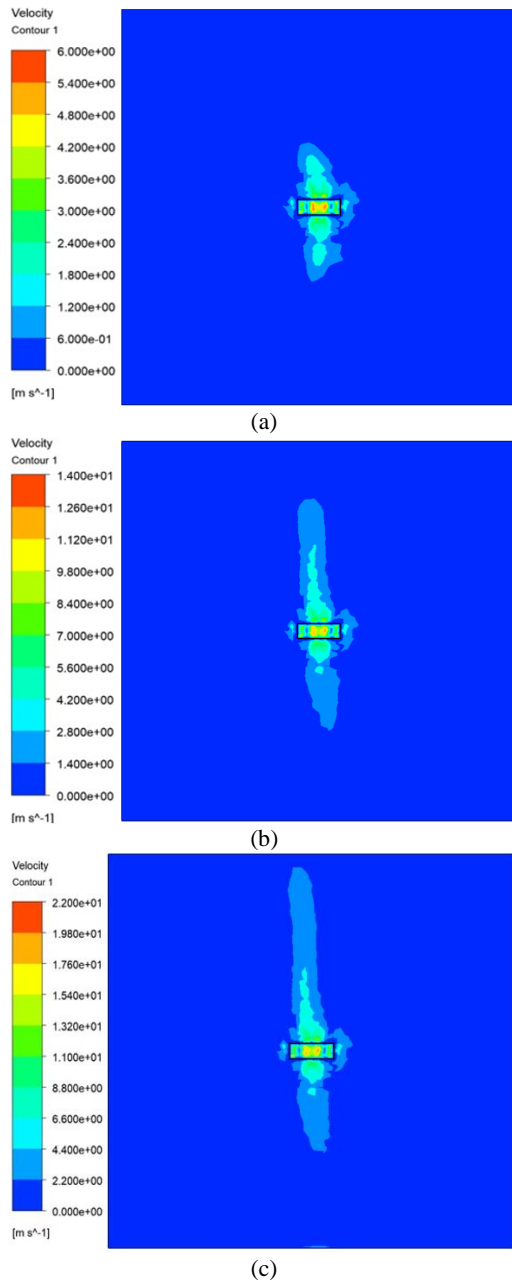 Velocity
Contour 1
6.000e+00
5.400e+00
4.800e+00
4.200e+00
3.600e+00
3.000e+00
2.400e+00
1.800e+00
1.200e+00
6.000e-01
0.000e+00
[m s^-1]
(a)
Velocity
Contour 1
1.400e+01
1.260e+01
1.120e+01
9.800e+00
8.400e+00
7.000e+00
5.600e+00
4.200e+00
2.800e+00
1.400e+00
0.000e+00
[m s^-1]
(b)
Velocity
Contour 1
2.200e+01
1.980e+01
1.760e+01
1.540e+01
1.320e+01
1.100e+01
8.800e+00
6.600e+00
4.400e+00
2.200e+00
0.000e+00
[m s^-1]
(c)